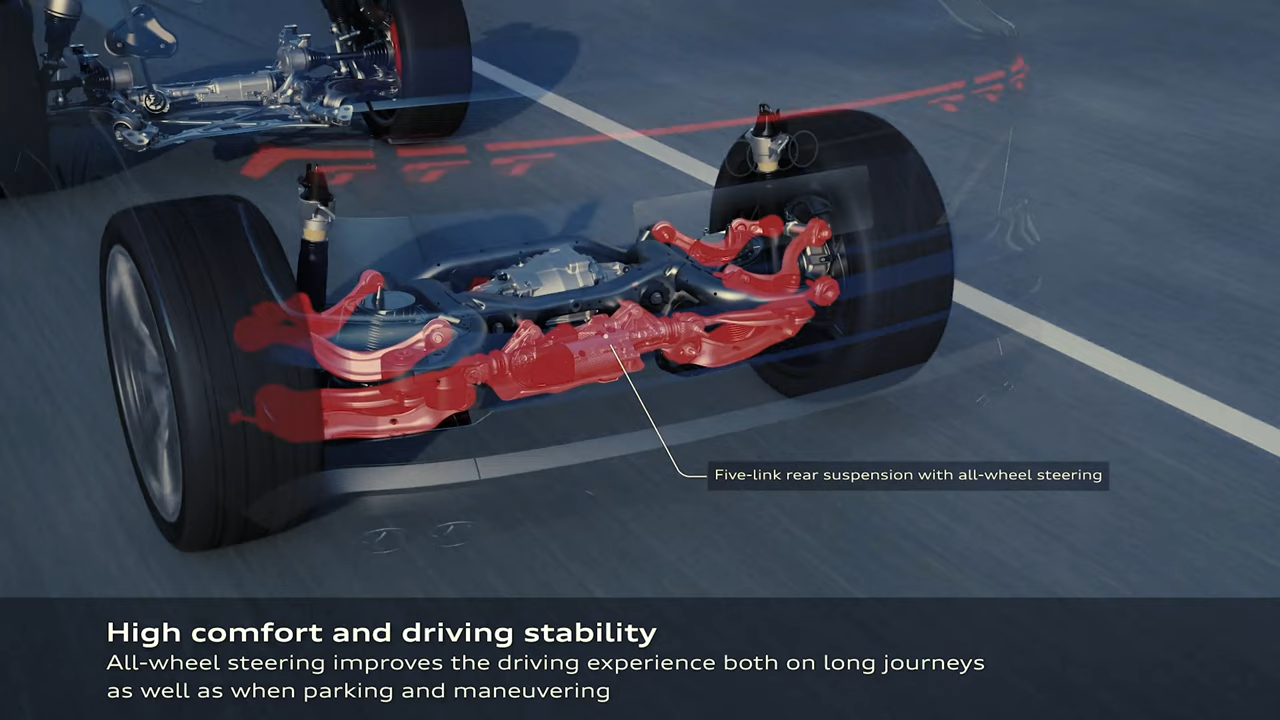 Five-link rear suspension with all-wheel steering
High comfort and driving stability
All-wheel steering improves the driving experience both on long journeys
as well as when parking and maneuvering